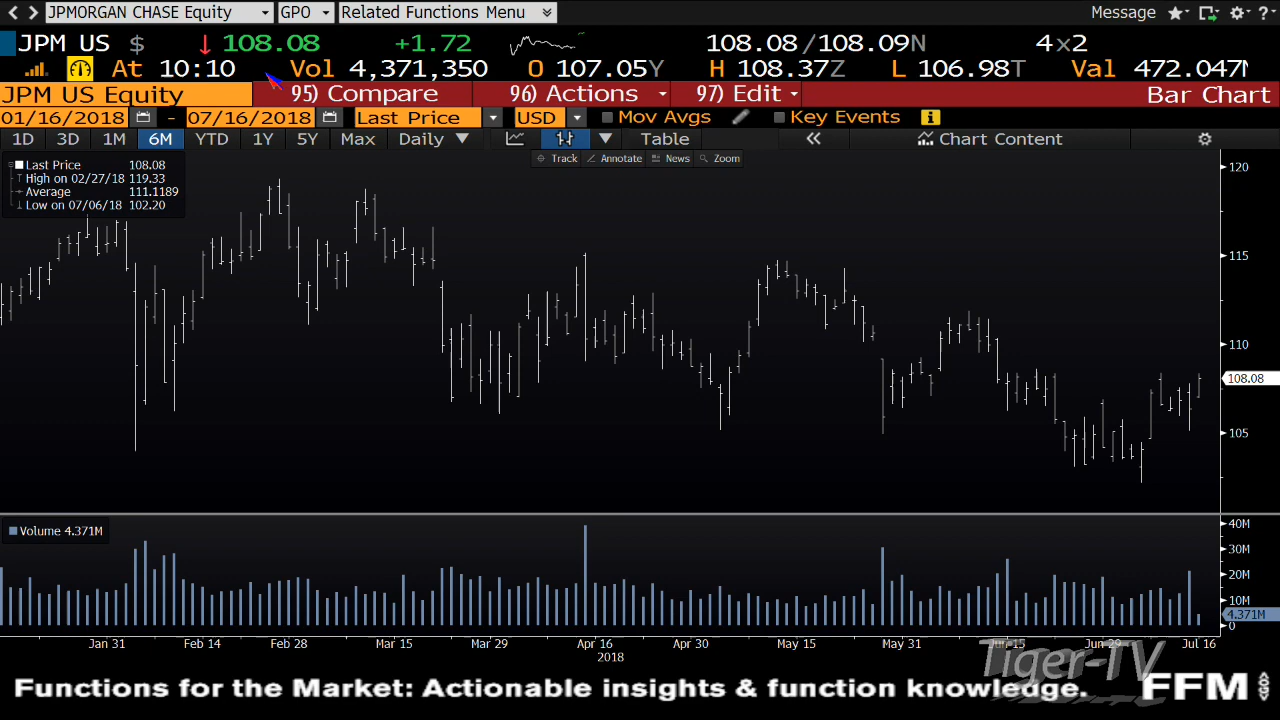 JPMORGAN CHASE Equity GPO Related Functions Menu Message ?
JPM US $ ↓ 108.08 +1.72 108.08/108.09N 4x2
At 10:10 Vol 4,371,350 O 107.05Y H 108.37Z L 106.98T Val 472.047M
JPM US Equity 95) Compare 96) Actions 97) Edit Bar Chart
01/16/2018 - 07/16/2018 Last Price USD Mov Avgs Key Events i
1D 3D 1M 6M YTD 1Y 5Y Max Daily Table « Chart Content
Track Annotate News Zoom
Last Price 108.08
High on 02/27/18 119.33
Average 111.1189
Low on 07/06/18 102.20
120
115
110
108.08
105
Volume 4.371M
40M
30M
20M
10M
4.371M
0
Jan 31 Feb 14 Feb 28 Mar 15 Mar 29 Apr 16 Apr 30 May 15 May 31 Jun 15 Jun 29 Jul 16
2018
Tiger-TV
Functions for the Market: Actionable insights & function knowledge. FFM